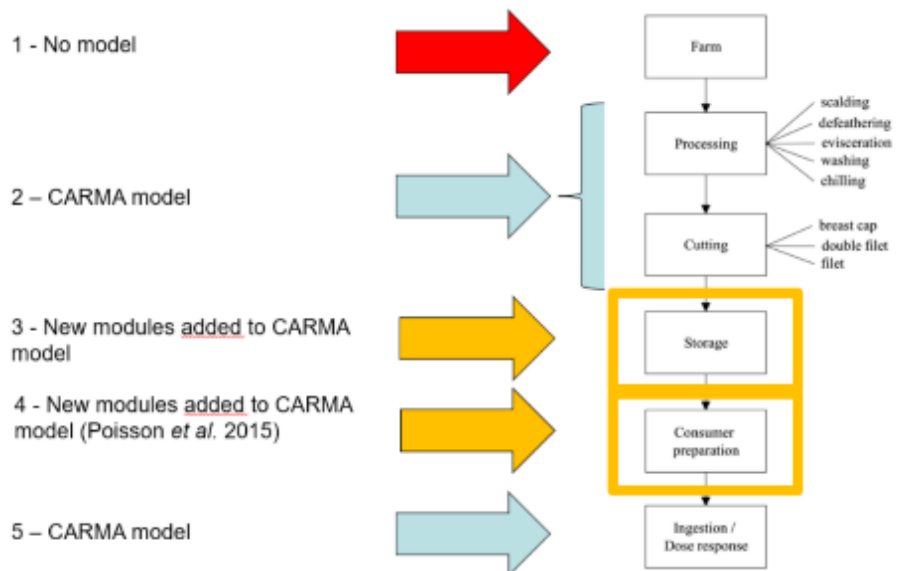 1 - No model
Farm
scalding
defeathering
Processing
evisceration
washing
chilling
2 – CARMA model
breast cap
Cutting
double filet
filet
3 - New modules added to CARMA
model
Storage
4 - New modules added to CARMA
model (Poisson et al. 2015)
Consumer
preparation
5 – CARMA model
Ingestion /
Dose response